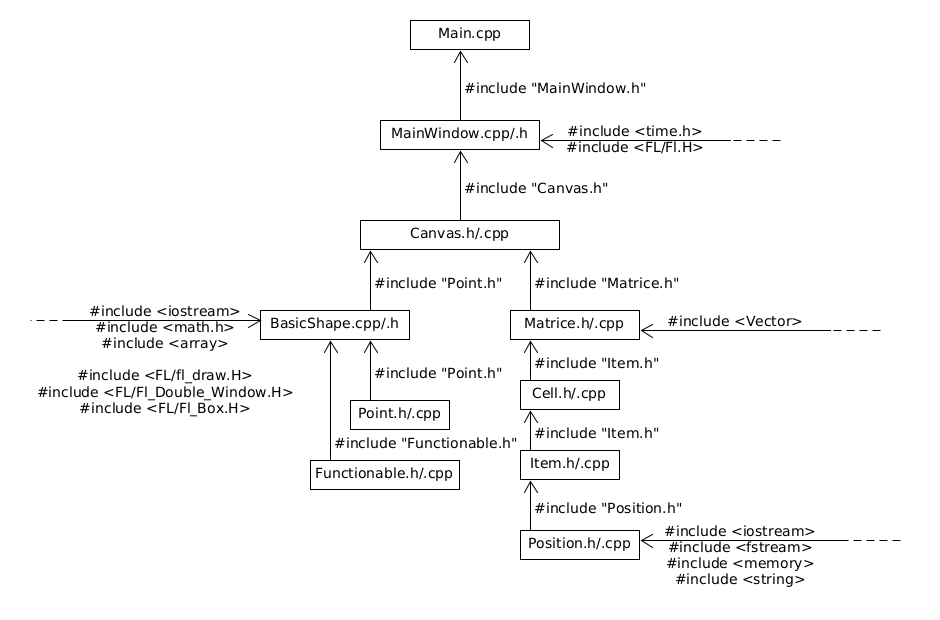 Main.cpp
#include "MainWindow.h"
MainWindow.cpp/.h
#include <time.h>
#include <FL/Fl.H>
#include "Canvas.h"
Canvas.h/.cpp
#include "Point.h"
#include "Matrice.h"
#include <iostream>
#include <math.h>
#include <array>
#include <FL/fl_draw.H>
#include <FL/Fl_Double_Window.H>
#include <FL/Fl_Box.H>
BasicShape.cpp/.h
Matrice.h/.cpp
#include <Vector>
#include "Point.h"
Point.h/.cpp
#include "Functionable.h"
Functionable.h/.cpp
#include "Item.h"
Cell.h/.cpp
#include "Item.h"
Item.h/.cpp
#include "Position.h"
Position.h/.cpp
#include <iostream>
#include <fstream>
#include <memory>
#include <string>